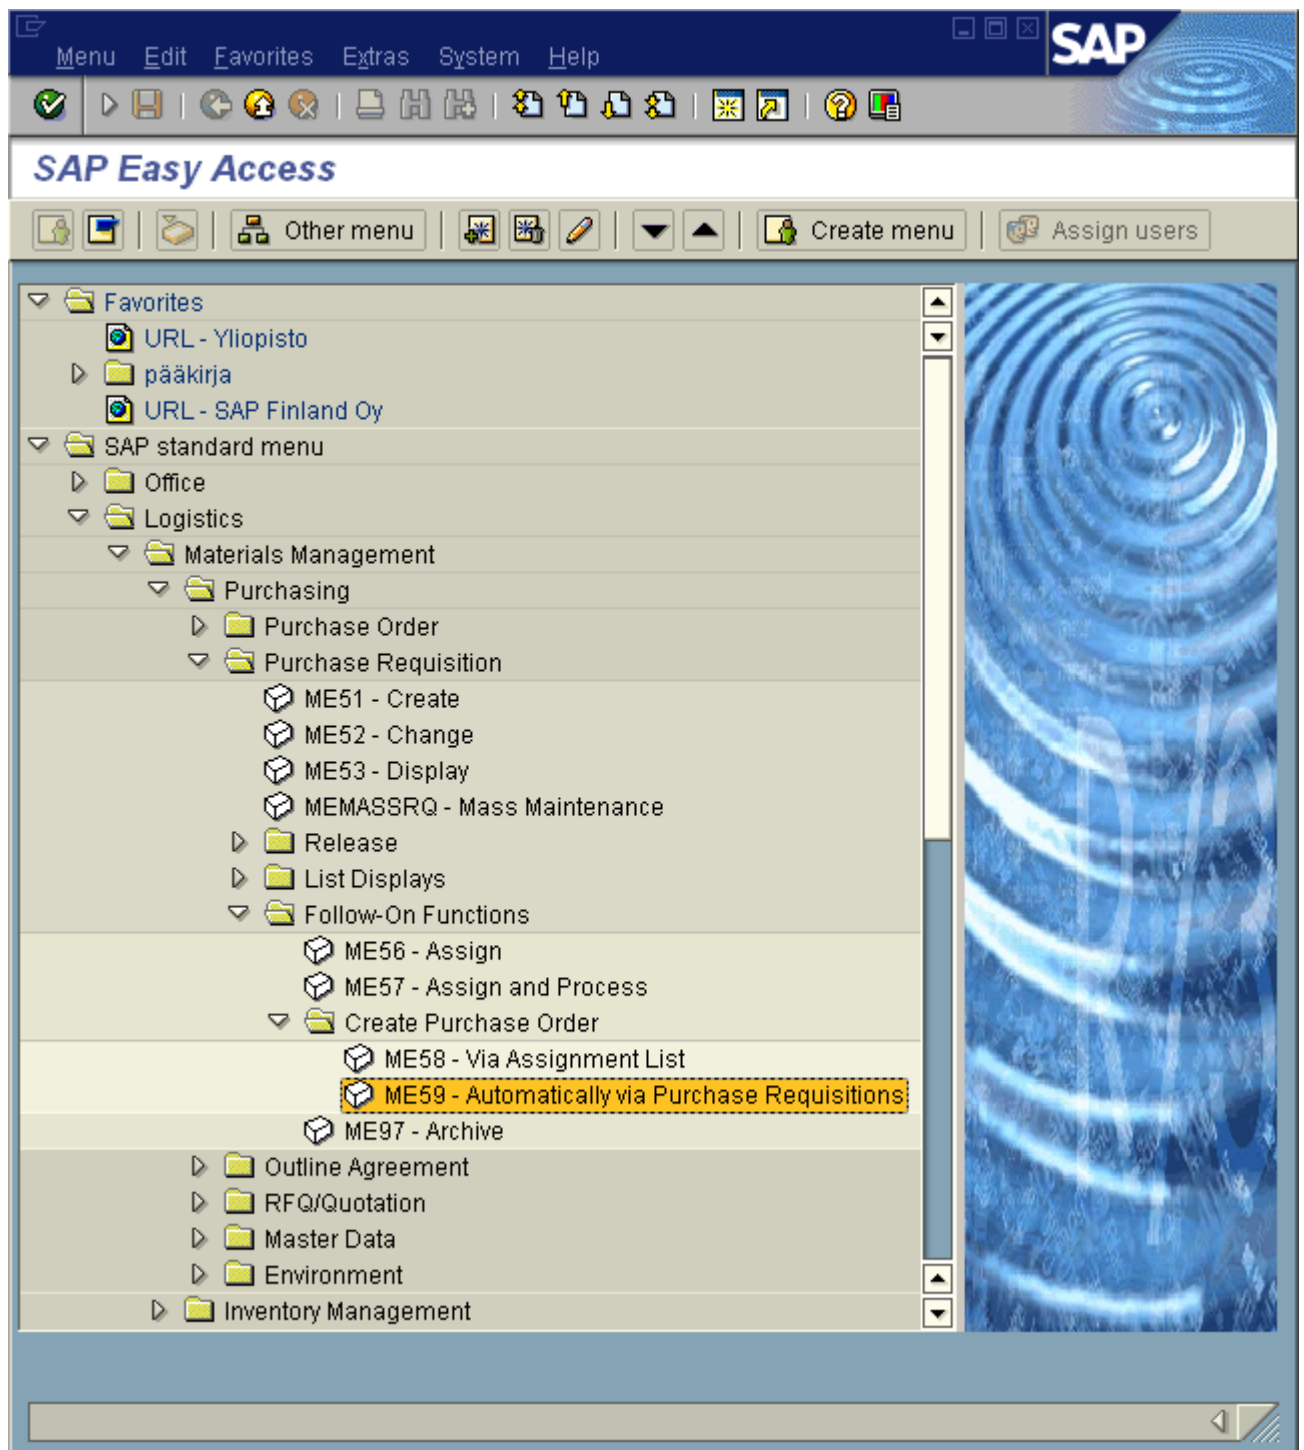 Menu Edit Favorites Extras System Help
SAP
SAP Easy Access
Other menu Create menu Assign users
Favorites
URL - Yliopisto
pääkirja
URL - SAP Finland Oy
SAP standard menu
Office
Logistics
Materials Management
Purchasing
Purchase Order
Purchase Requisition
ME51 - Create
ME52 - Change
ME53 - Display
MEMASSRQ - Mass Maintenance
Release
List Displays
Follow-On Functions
ME56 - Assign
ME57 - Assign and Process
Create Purchase Order
ME58 - Via Assignment List
ME59 - Automatically via Purchase Requisitions
ME97 - Archive
Outline Agreement
RFQ/Quotation
Master Data
Environment
Inventory Management